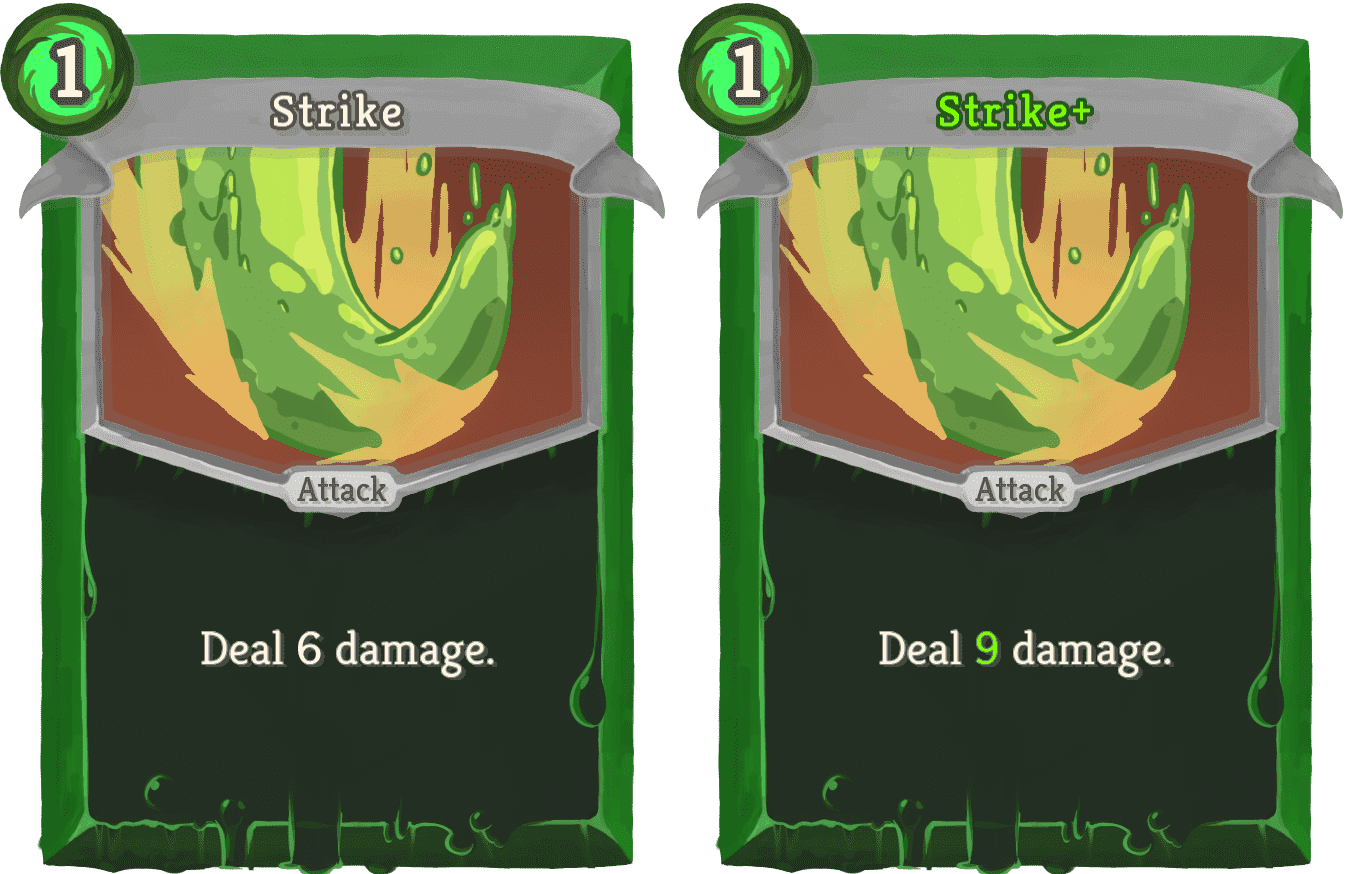 1
Strike
Attack
Deal 6 damage.
1
Strike+
Attack
Deal 9 damage.